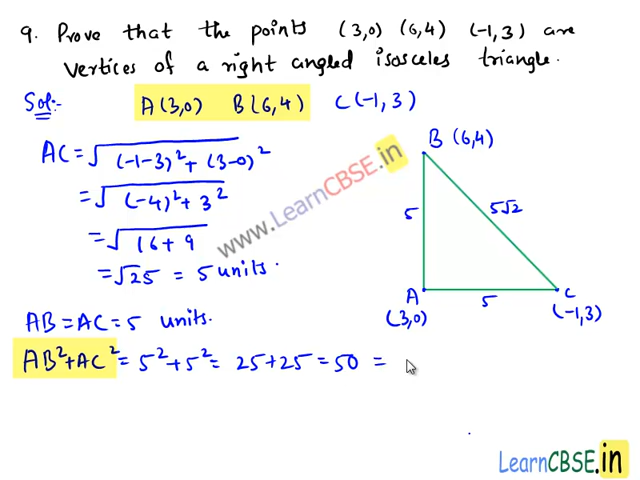 9. Prove that the points (3,0) (6,4) (-1,3) are
vertices of a right angled isosceles triangle.
Sol:- A(3,0) B(6,4) C(-1,3)
AC = √((-1-3)² + (3-0)²
= √((-4)² + 3²
= √(16 + 9
= √25 = 5 units.
AB = AC = 5 units.
AB² + AC² = 5² + 5² = 25 + 25 = 50 =
B (6,4)
5
5√2
A
(3,0)
5
C
(-1,3)
www.LearnCBSE.in
LearnCBSE.in